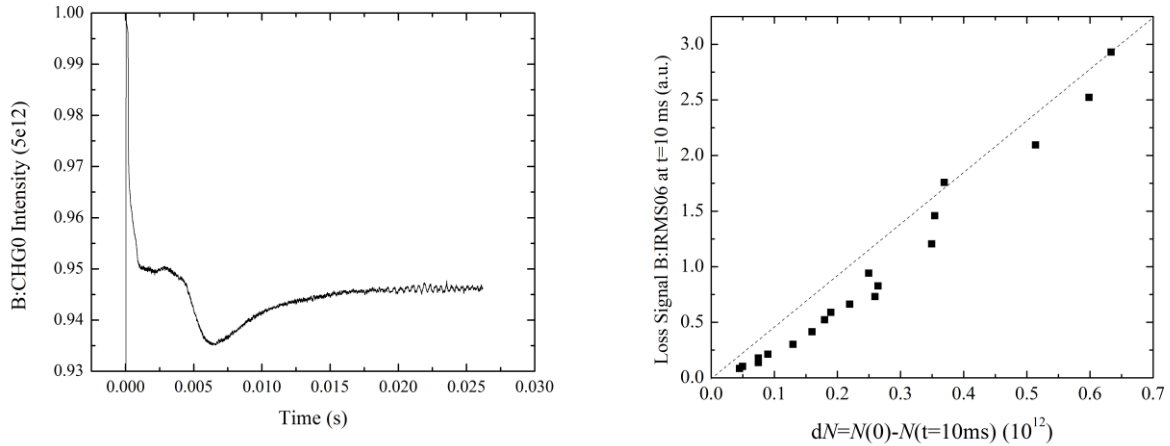 1.00
0.99
0.98
0.97
0.96
0.95
0.94
0.93
B:CHG0 Intensity (5e12)
0.000 0.005 0.010 0.015 0.020 0.025 0.030
Time (s)
3.0
2.5
2.0
1.5
1.0
0.5
0.0
Loss Signal B:IRMS06 at t=10 ms (a.u.)
0.0 0.1 0.2 0.3 0.4 0.5 0.6 0.7
dN=N(0)-N(t=10ms) (10¹²)